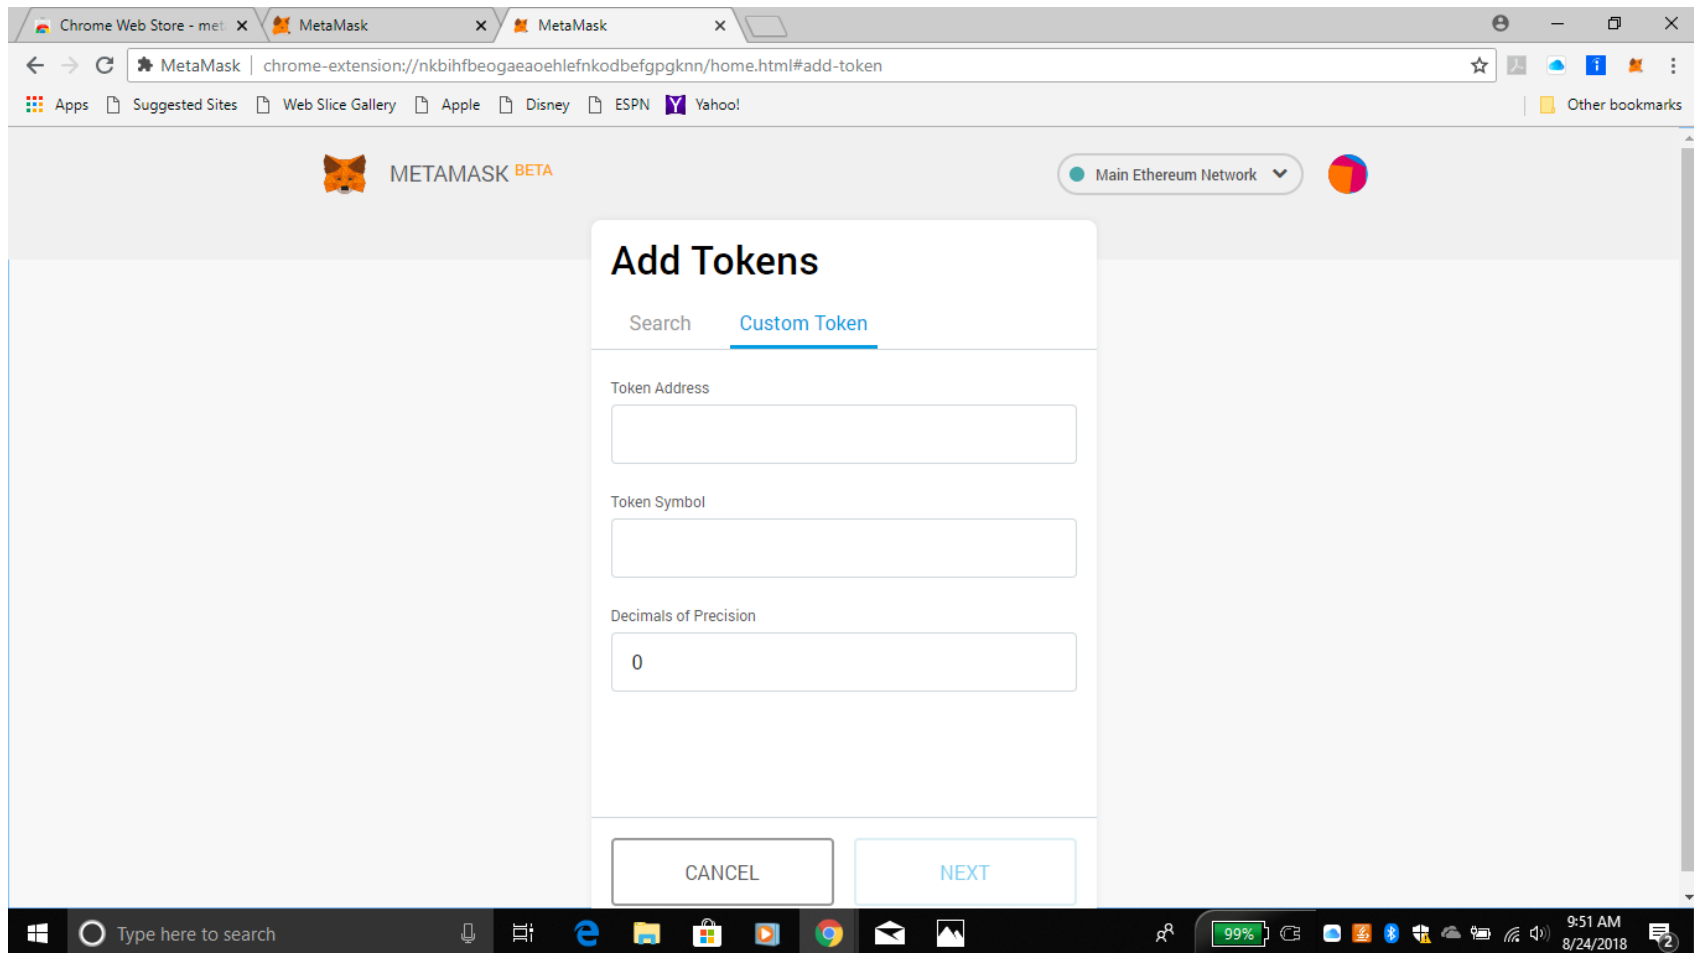 Chrome Web Store - met
MetaMask
MetaMask
MetaMask
chrome-extension://nkbihfbeogaeaoehlefnkodbefgpgknn/home.html#add-token
Apps
Suggested Sites
Web Slice Gallery
Apple
Disney
ESPN
Yahoo!
Other bookmarks
METAMASK BETA
Main Ethereum Network
Add Tokens
Search
Custom Token
Token Address
Token Symbol
Decimals of Precision
0
CANCEL
NEXT
Type here to search
99%
9:51 AM
8/24/2018
2